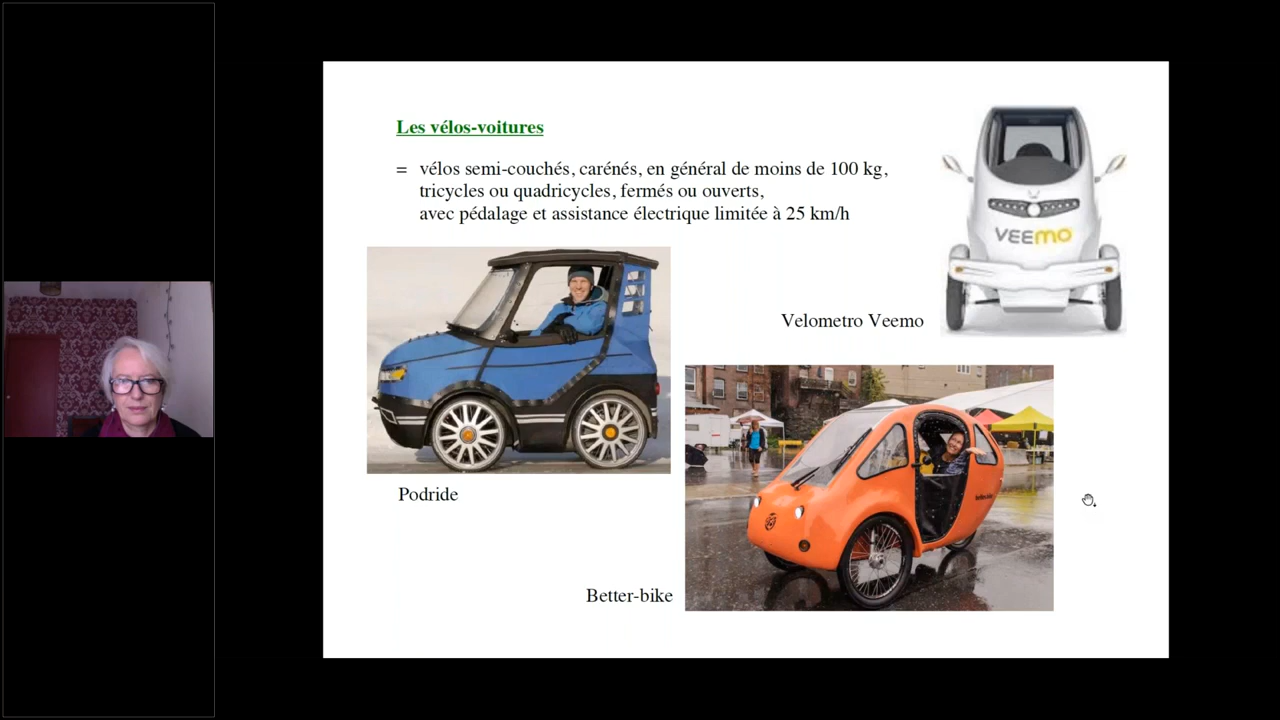 Les vélos-voitures
= vélos semi-couchés, carénés, en général de moins de 100 kg,
tricycles ou quadricycles, fermés ou ouverts,
avec pédalage et assistance électrique limitée à 25 km/h
VEEMO
Velometro Veemo
Podride
Better-bike